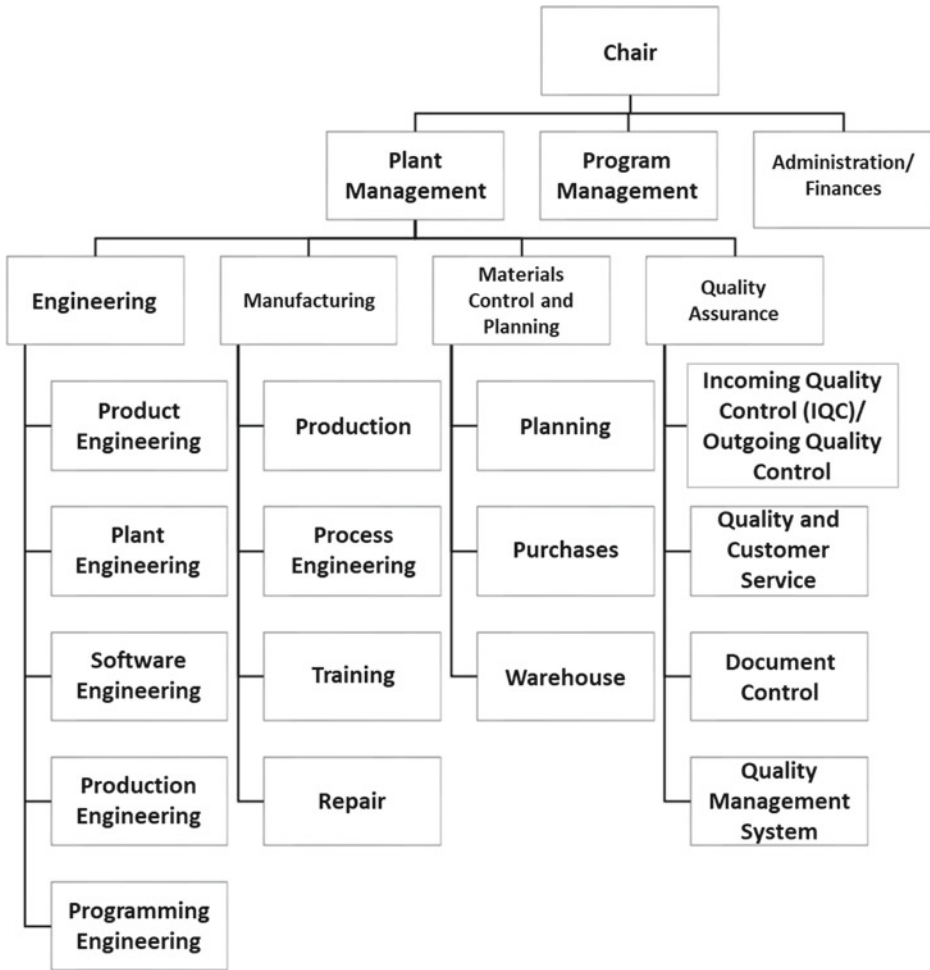 Chair
Plant
Management
Program
Management
Administration/
Finances
Engineering
Manufacturing
Materials
Control and
Planning
Quality
Assurance
Product
Engineering
Plant
Engineering
Software
Engineering
Production
Engineering
Programming
Engineering
Production
Process
Engineering
Training
Repair
Planning
Purchases
Warehouse
Incoming Quality
Control (IQC)/
Outgoing Quality
Control
Quality and
Customer
Service
Document
Control
Quality
Management
System